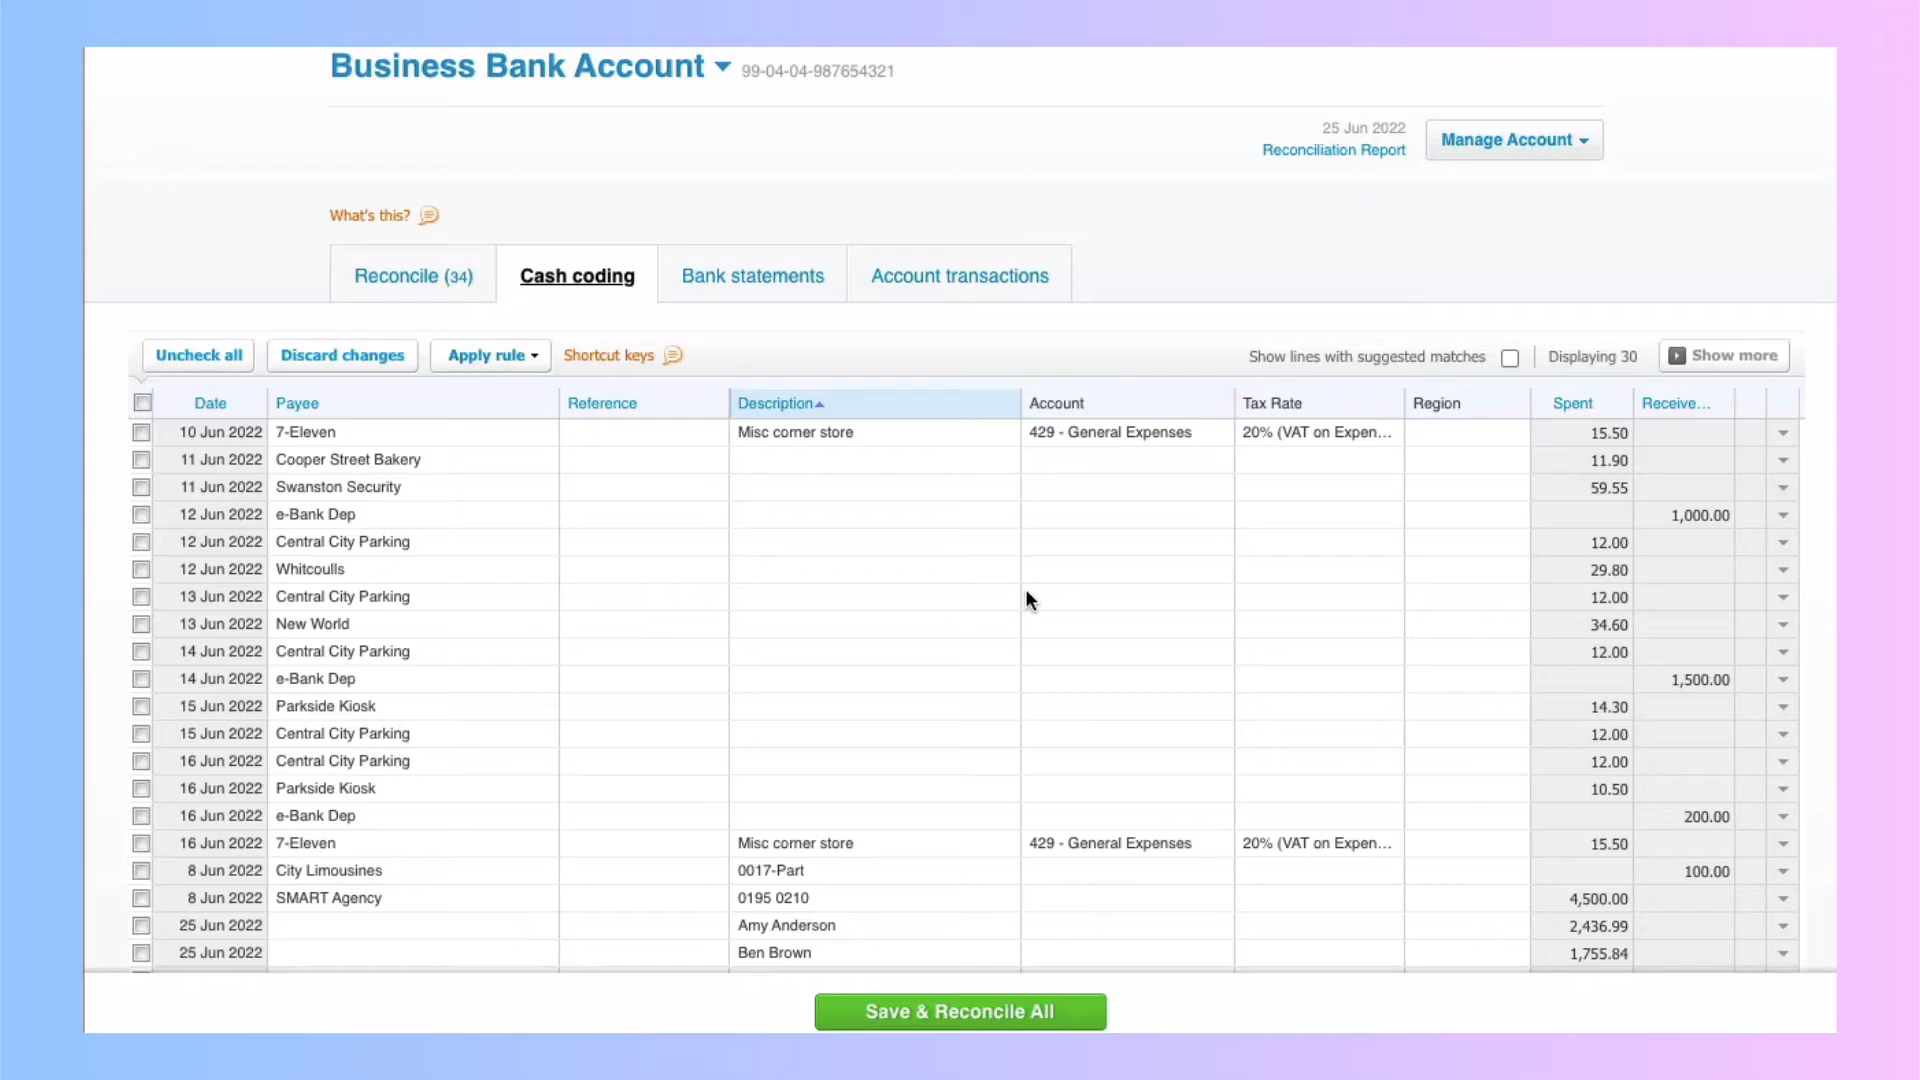 Business Bank Account 99-04-04-987654321
25 Jun 2022
Reconciliation Report
Manage Account
What's this?
Reconcile (34) Cash coding Bank statements Account transactions
Uncheck all Discard changes Apply rule Shortcut keys Show lines with suggested matches Displaying 30 Show more
Date Payee Reference Description Account Tax Rate Region Spent Receive...
10 Jun 2022 7-Eleven Misc corner store 429 - General Expenses 20% (VAT on Expen... 15.50
11 Jun 2022 Cooper Street Bakery 11.90
11 Jun 2022 Swanston Security 59.55
12 Jun 2022 e-Bank Dep 1,000.00
12 Jun 2022 Central City Parking 12.00
12 Jun 2022 Whitcoulls 29.80
13 Jun 2022 Central City Parking 12.00
13 Jun 2022 New World 34.60
14 Jun 2022 Central City Parking 12.00
14 Jun 2022 e-Bank Dep 1,500.00
15 Jun 2022 Parkside Kiosk 14.30
15 Jun 2022 Central City Parking 12.00
16 Jun 2022 Central City Parking 12.00
16 Jun 2022 Parkside Kiosk 10.50
16 Jun 2022 e-Bank Dep 200.00
16 Jun 2022 7-Eleven Misc corner store 429 - General Expenses 20% (VAT on Expen... 15.50
8 Jun 2022 City Limousines 0017-Part 100.00
8 Jun 2022 SMART Agency 0195 0210 4,500.00
25 Jun 2022 Amy Anderson 2,436.99
25 Jun 2022 Ben Brown 1,755.84
Save & Reconcile All